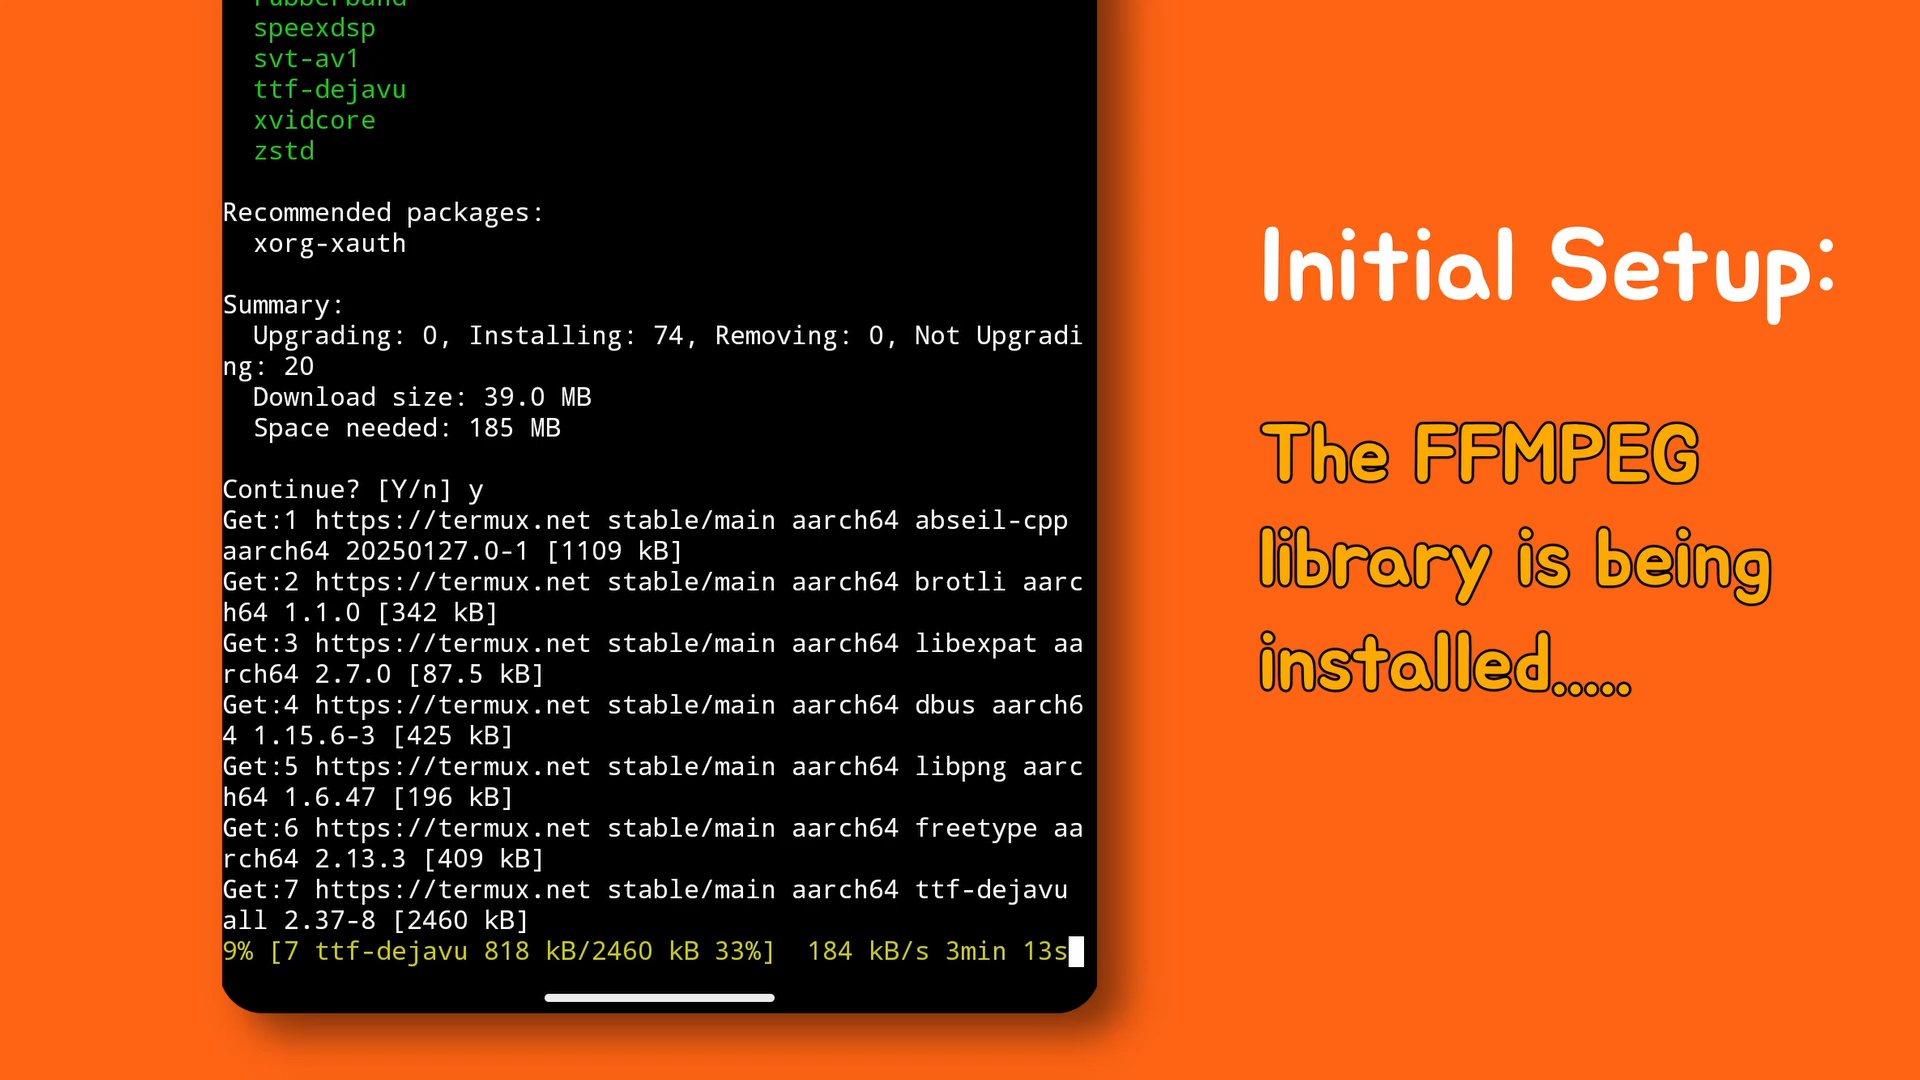 rubberband
speexdsp
svt-av1
ttf-dejavu
xvidcore
zstd
Recommended packages:
xorg-xauth
Summary:
Upgrading: 0, Installing: 74, Removing: 0, Not Upgradi
ng: 20
Download size: 39.0 MB
Space needed: 185 MB
Continue? [Y/n] y
Get:1 https://termux.net stable/main aarch64 abseil-cpp
aarch64 20250127.0-1 [1109 kB]
Get:2 https://termux.net stable/main aarch64 brotli aarc
h64 1.1.0 [342 kB]
Get:3 https://termux.net stable/main aarch64 libexpat aa
rch64 2.7.0 [87.5 kB]
Get:4 https://termux.net stable/main aarch64 dbus aarch6
4 1.15.6-3 [425 kB]
Get:5 https://termux.net stable/main aarch64 libpng aarc
h64 1.6.47 [196 kB]
Get:6 https://termux.net stable/main aarch64 freetype aa
rch64 2.13.3 [409 kB]
Get:7 https://termux.net stable/main aarch64 ttf-dejavu
all 2.37-8 [2460 kB]
9% [7 ttf-dejavu 818 kB/2460 kB 33%]  184 kB/s 3min 13s
Initial Setup:
The FFMPEG
library is being
installed.....